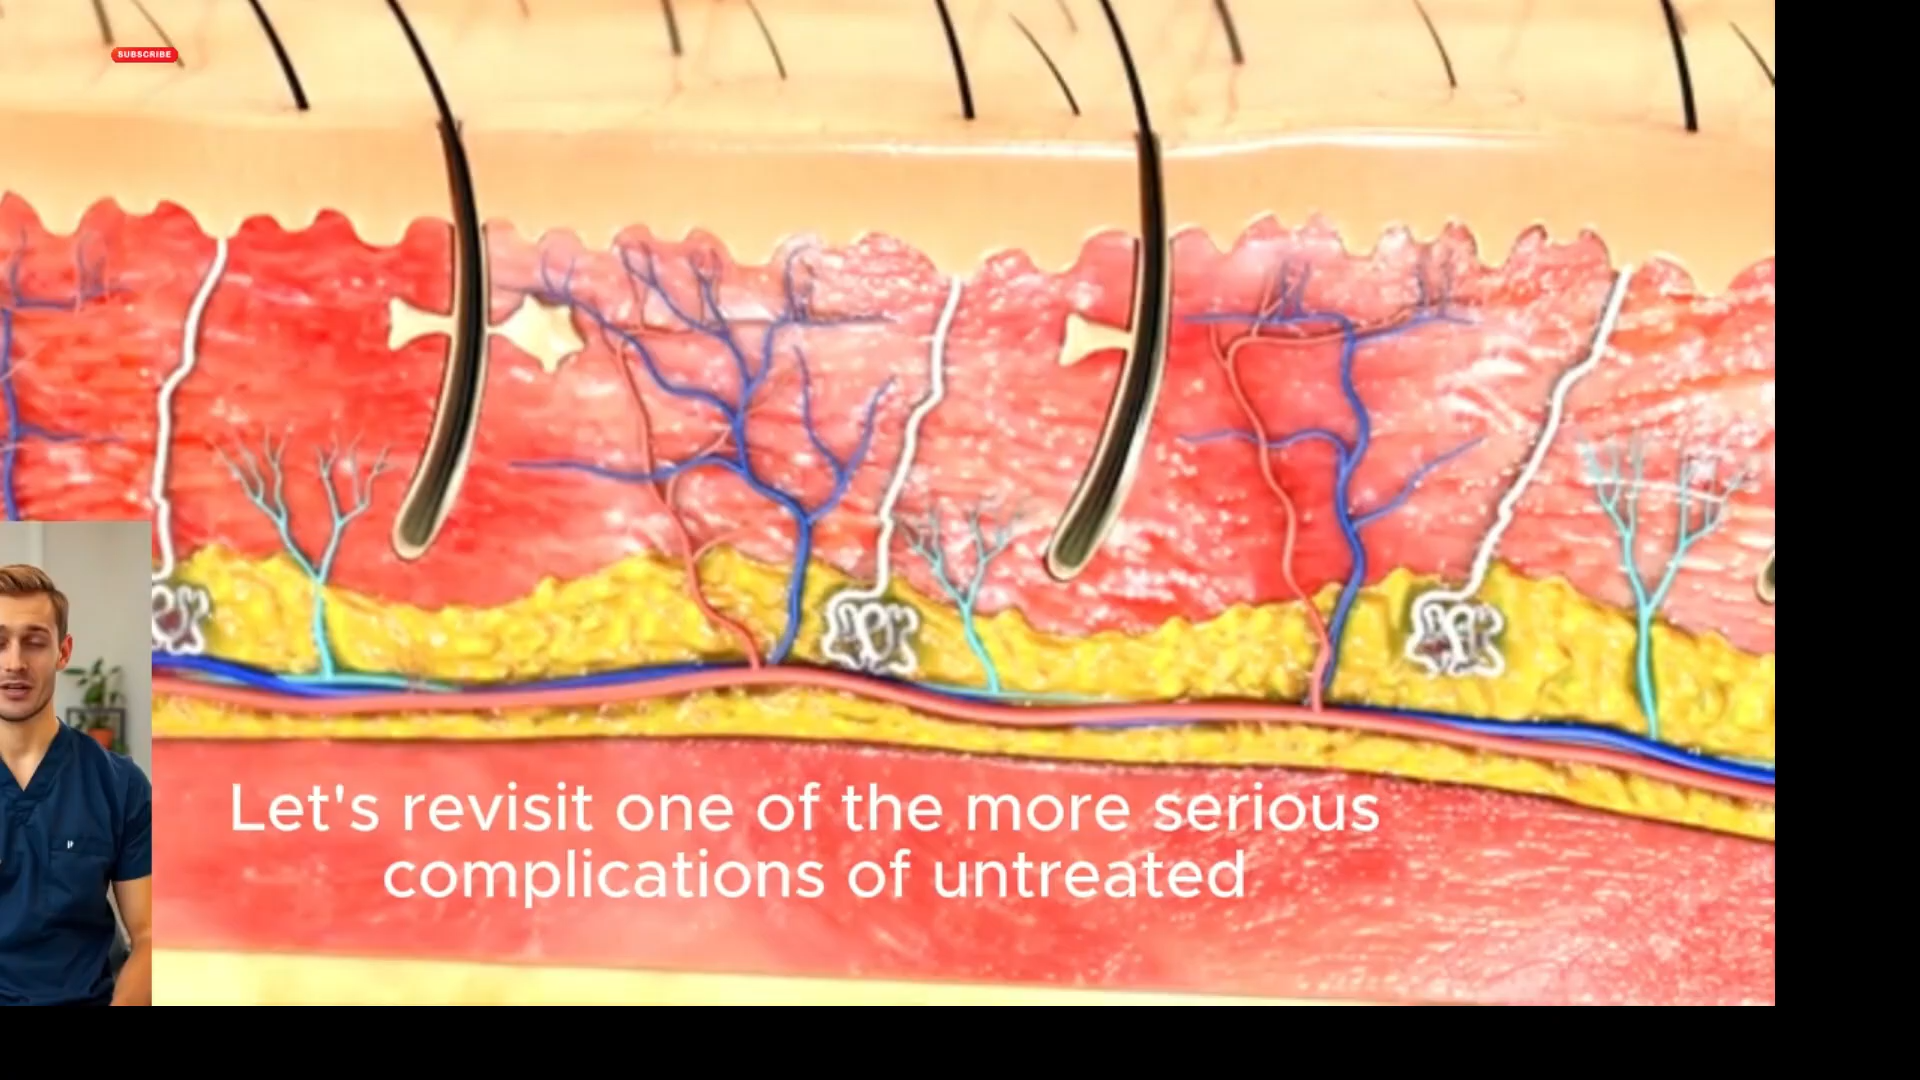 SUBSCRIBE
Let's revisit one of the more serious
complications of untreated